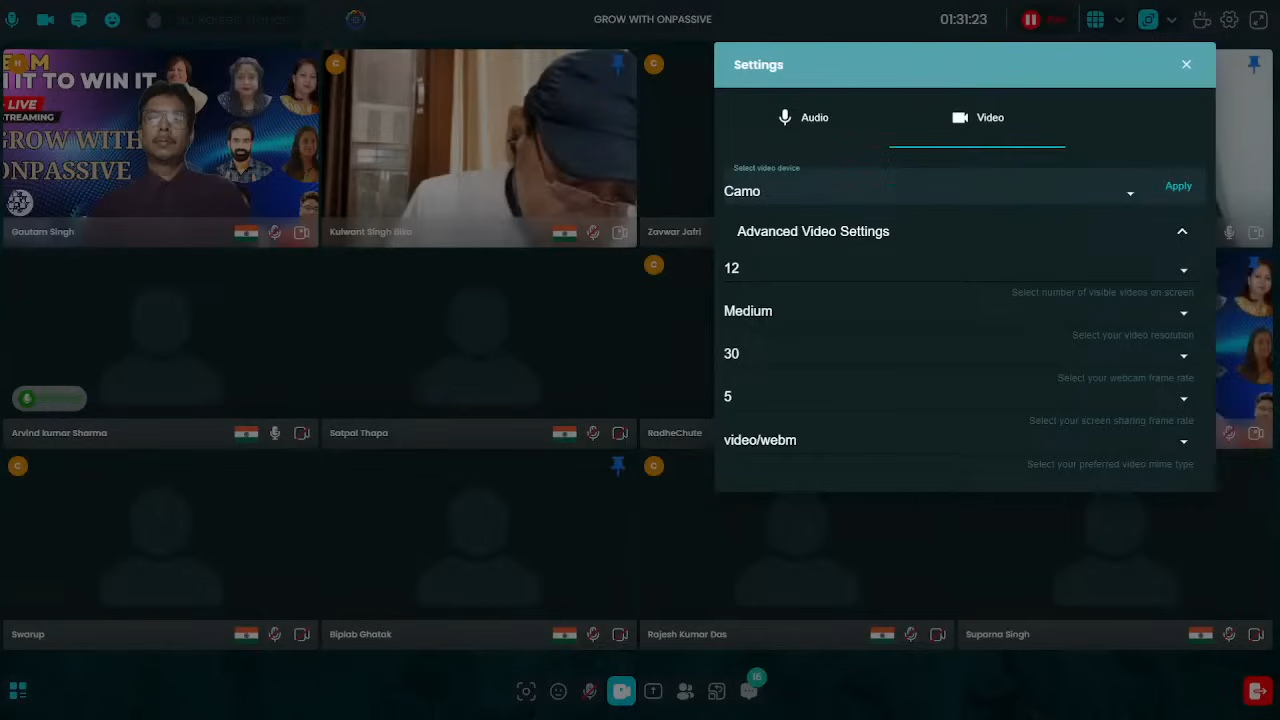 GROW WITH ONPASSIVE
01:31:23
IT TO WIN IT
LIVE
STREAMING
GROW WITH
ONPASSIVE
C
C
Gautam Singh
Zavwar Jafri
Settings
Audio
Video
Select video device
Camo
Apply
Advanced Video Settings
12
Select number of visible videos on screen
Medium
Select your video resolution
30
Select your webcam frame rate
5
Select your screen sharing frame rate
video/webm
Select your preferred video mime type
C
Arvind kumar Sharma
Satpal Thapa
RadheChute
C
C
Swarup
Biplab Ghatak
Rajesh Kumar Das
Suparna Singh
16